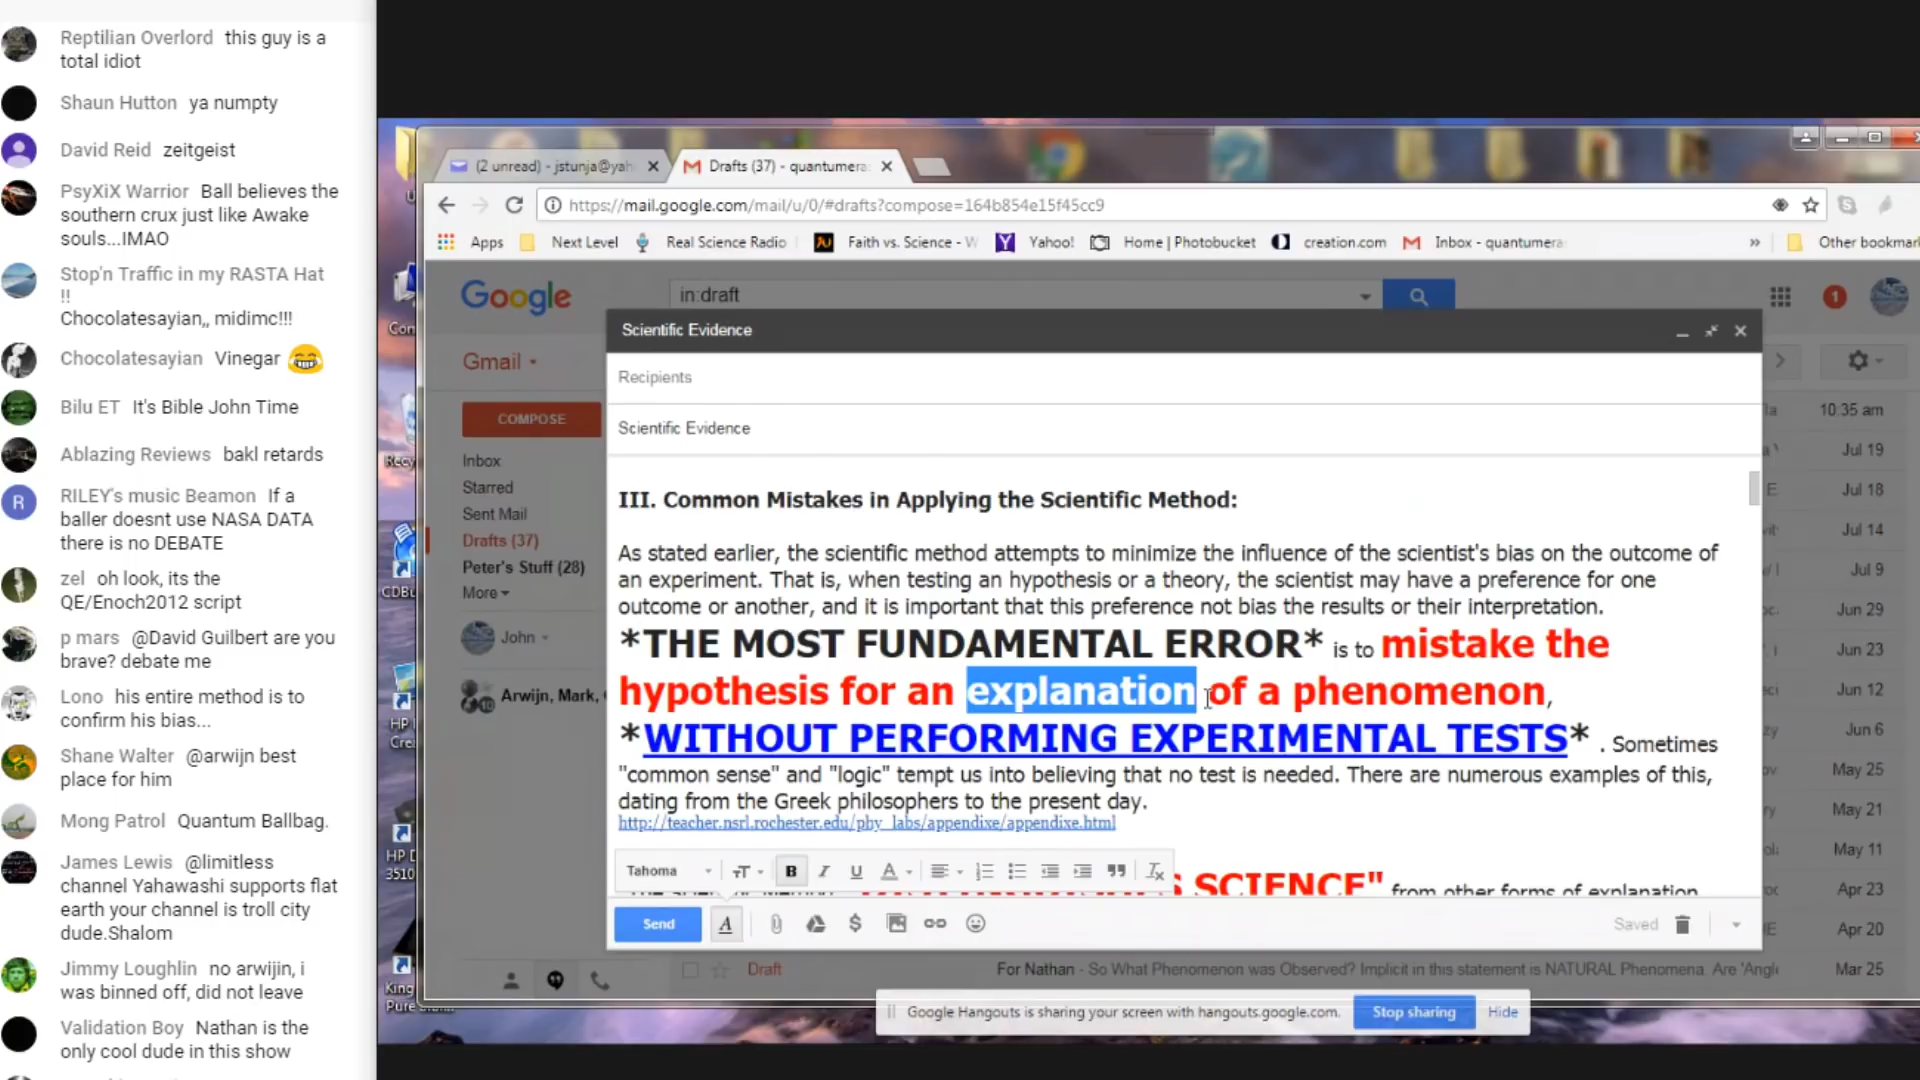 Reptilian Overlord this guy is a
total idiot
Shaun Hutton ya numpty
David Reid zeitgeist
PsyXiX Warrior Ball believes the
southern crux just like Awake
souls...IMAO
Stop'n Traffic in my RASTA Hat
!!
Chocolatesayian,, midimc!!!
Chocolatesayian Vinegar
Bilu ET It's Bible John Time
Ablazing Reviews bakl retards
R
RILEY's music Beamon If a
baller doesnt use NASA DATA
there is no DEBATE
zel oh look, its the
QE/Enoch2012 script
p mars @David Guilbert are you
brave? debate me
Lono his entire method is to
confirm his bias...
Shane Walter @arwijn best
place for him
Mong Patrol Quantum Ballbag.
James Lewis @limitless
channel Yahawashi supports flat
earth your channel is troll city
dude.Shalom
Jimmy Loughlin no arwijin, i
was binned off, did not leave
Validation Boy Nathan is the
only cool dude in this show
(2 unread) - jstunja@yah
Drafts (37) - quantumera
https://mail.google.com/mail/u/0/#drafts?compose=164b854e15f45cc9
Apps Next Level Real Science Radio Faith vs. Science - W Yahoo! Home | Photobucket creation.com Inbox - quantumera » Other bookmar
Google
in:draft
1
Gmail
COMPOSE
Inbox
Starred
Sent Mail
Drafts (37)
Peter's Stuff (28)
More
John
Arwijn, Mark,
Scientific Evidence
Recipients
Scientific Evidence
III. Common Mistakes in Applying the Scientific Method:
As stated earlier, the scientific method attempts to minimize the influence of the scientist's bias on the outcome of
an experiment. That is, when testing an hypothesis or a theory, the scientist may have a preference for one
outcome or another, and it is important that this preference not bias the results or their interpretation.
*THE MOST FUNDAMENTAL ERROR* is to mistake the
hypothesis for an explanation of a phenomenon,
*WITHOUT PERFORMING EXPERIMENTAL TESTS* . Sometimes
"common sense" and "logic" tempt us into believing that no test is needed. There are numerous examples of this,
dating from the Greek philosophers to the present day.
http://teacher.nsrl.rochester.edu/phy_labs/appendixe/appendixe.html
SCIENCE" from other forms of explanation
Tahoma
Send
Saved
10:35 am
Jul 19
Jul 18
Jul 14
Jul 9
Jun 29
Jun 23
Jun 12
Jun 6
May 25
May 21
May 11
Apr 23
Apr 20
Draft For Nathan - So What Phenomenon was Observed? Implicit in this statement is NATURAL Phenomena. Are 'Angl Mar 25
Google Hangouts is sharing your screen with hangouts.google.com. Stop sharing Hide
Con
Recy
CDBu
HP
Cre
HP D
3510
King
Pure